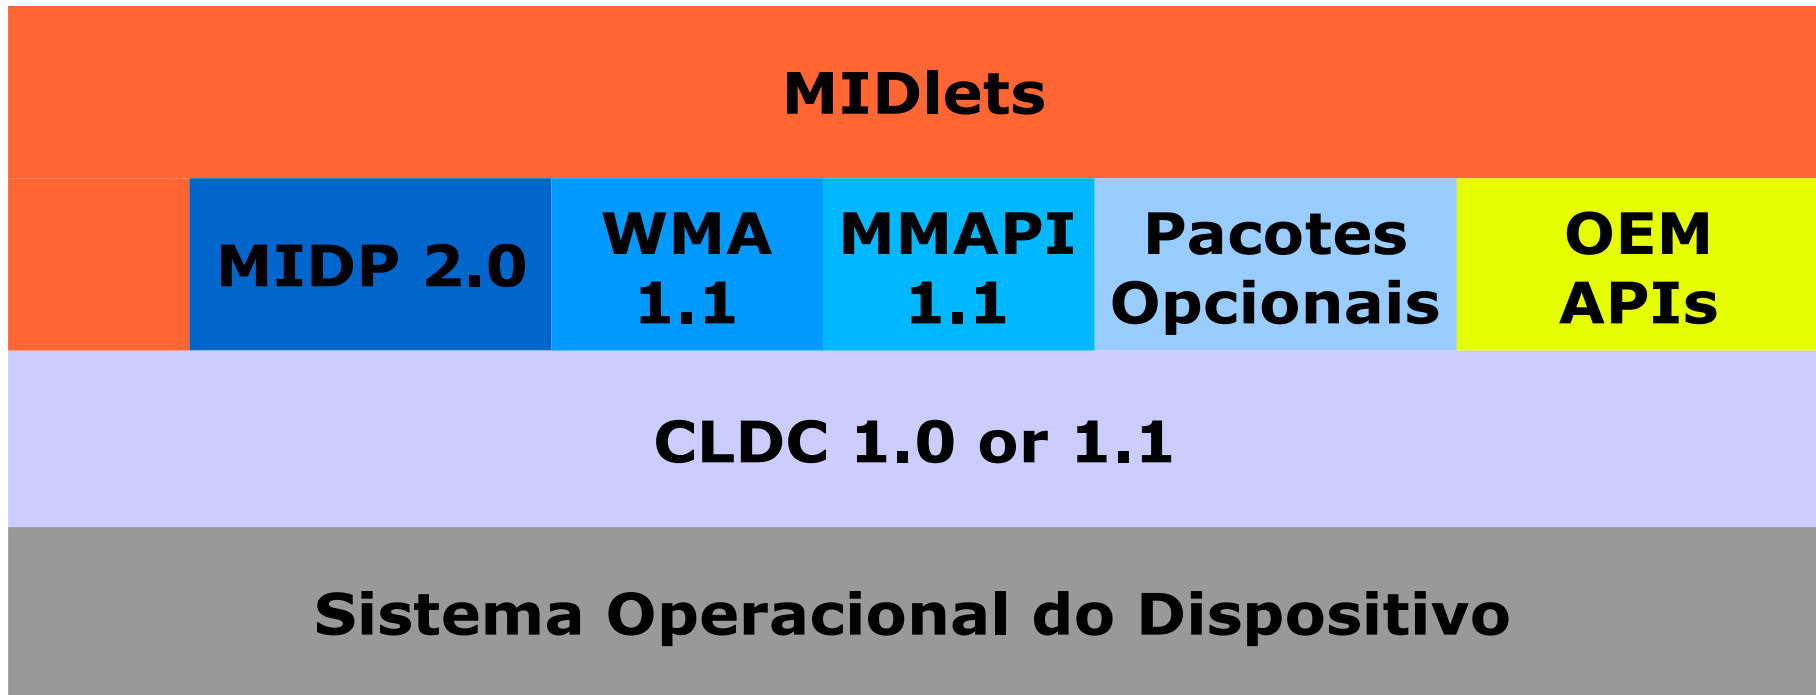 MIDlets
MIDP 2.0
WMA
1.1
MMAPI
1.1
Pacotes
Opcionais
OEM
APIs
CLDC 1.0 or 1.1
Sistema Operacional do Dispositivo